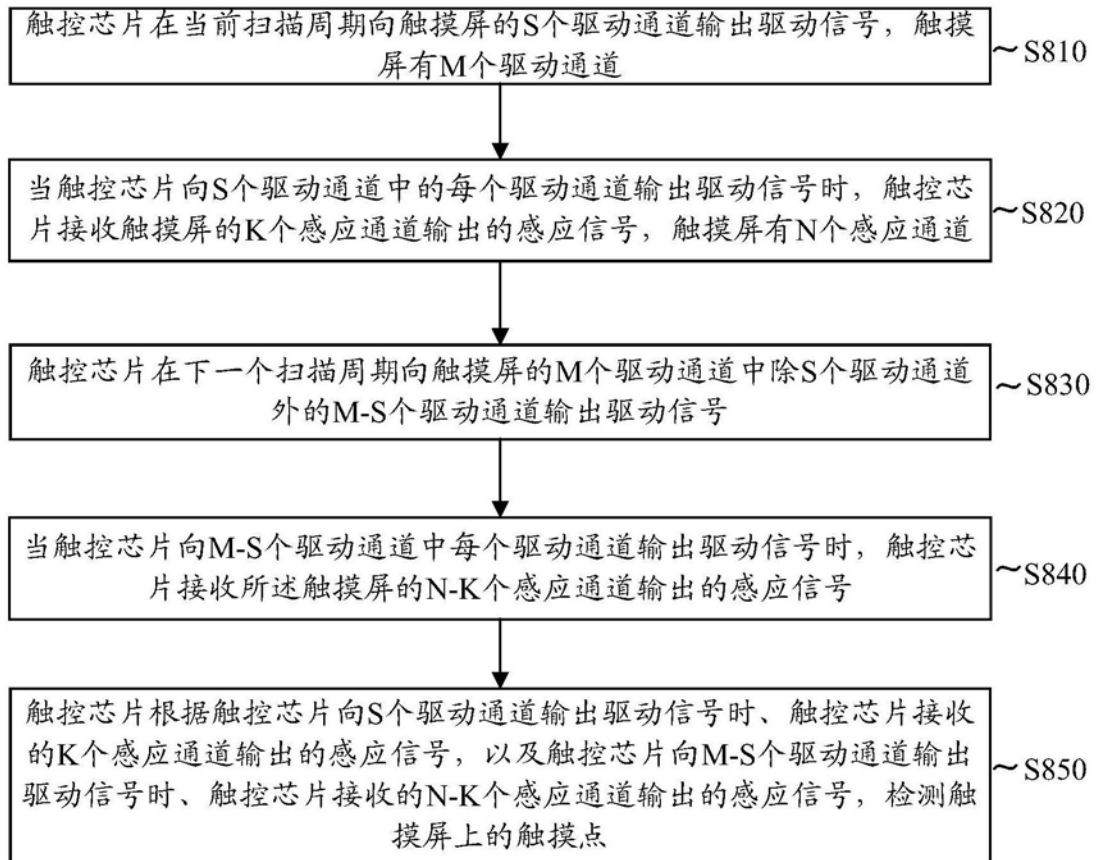 触控芯片在当前扫描周期向触摸屏的S个驱动通道输出驱动信号，触摸
屏有M个驱动通道
S810
当触控芯片向S个驱动通道中的每个驱动通道输出驱动信号时，触控芯
片接收触摸屏的K个感应通道输出的感应信号，触摸屏有N个感应通道
S820
触控芯片在下一个扫描周期向触摸屏的M个驱动通道中除S个驱动通道
外的M-S个驱动通道输出驱动信号
S830
当触控芯片向M-S个驱动通道中每个驱动通道输出驱动信号时，触控芯
片接收所述触摸屏的N-K个感应通道输出的感应信号
S840
触控芯片根据触控芯片向S个驱动通道输出驱动信号时、触控芯片接收
的K个感应通道输出的感应信号，以及触控芯片向M-S个驱动通道输出
驱动信号时、触控芯片接收的N-K个感应通道输出的感应信号，检测触
摸屏上的触摸点
S850